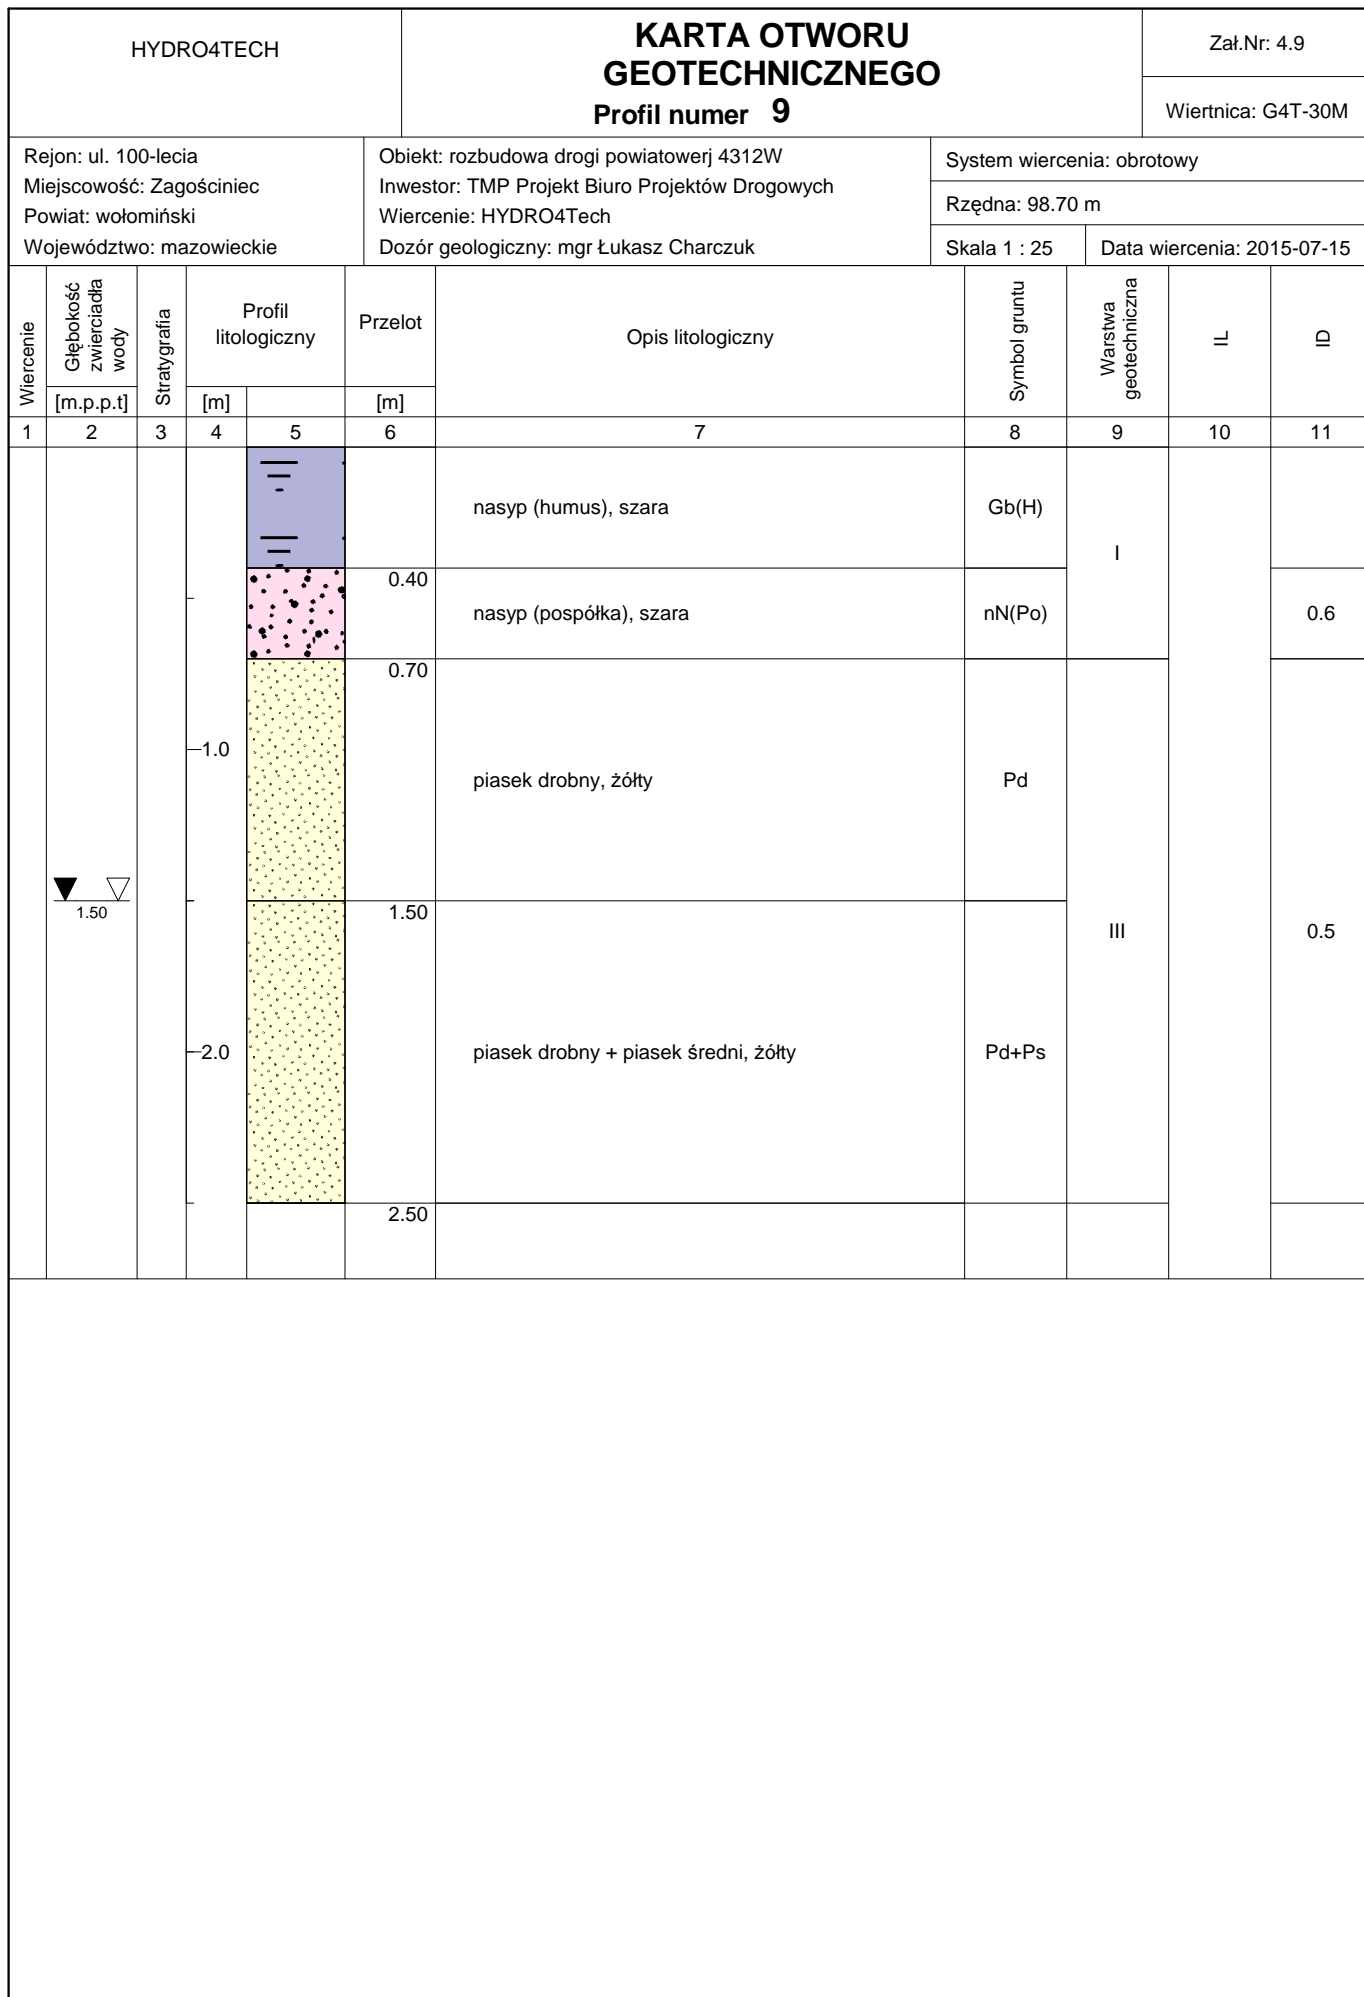 HYDRO4TECH
KARTA OTWORU
GEOTECHNICZNEGO
Profil numer 9
Zał.Nr: 4.9
Wiertnica: G4T-30M
Rejon: ul. 100-lecia
Miejscowość: Zagościniec
Powiat: wołomiński
Województwo: mazowieckie
Obiekt: rozbudowa drogi powiatowerj 4312W
Inwestor: TMP Projekt Biuro Projektów Drogowych
Wiercenie: HYDRO4Tech
Dozór geologiczny: mgr Łukasz Charczuk
System wiercenia: obrotowy
Rzędna: 98.70 m
Skala 1 : 25
Data wiercenia: 2015-07-15
Wiercenie
Głębokość
zwierciadła
wody
[m.p.p.t]
Stratygrafia
Profil
litologiczny
[m]
Przelot
[m]
Opis litologiczny
Symbol gruntu
Warstwa
geotechniczna
IL
ID
1 2 3 4 5 6 7 8 9 10 11
nasyp (humus), szara
Gb(H)
I
0.40
nasyp (pospółka), szara
nN(Po)
0.6
0.70
1.0
piasek drobny, żółty
Pd
1.50
1.50
III
0.5
2.0
piasek drobny + piasek średni, żółty
Pd+Ps
2.50